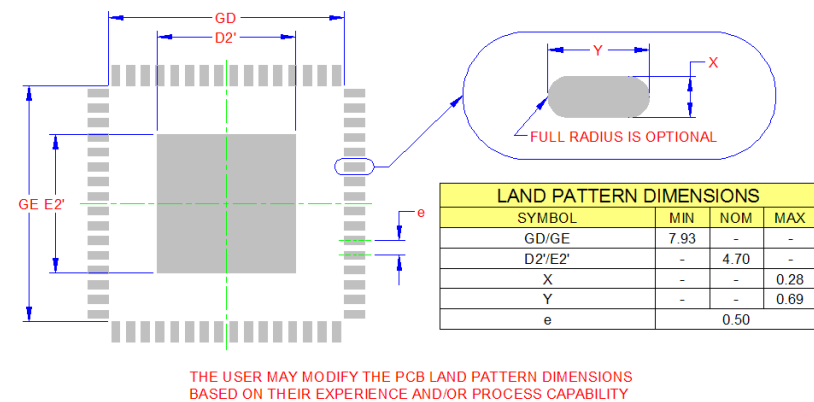 GD
D2'
GE E2'
e
Y
X
FULL RADIUS IS OPTIONAL
LAND PATTERN DIMENSIONS
SYMBOL MIN NOM MAX
GD/GE 7.93 - -
D2'/E2' - 4.70 -
X - - 0.28
Y - - 0.69
e 0.50
THE USER MAY MODIFY THE PCB LAND PATTERN DIMENSIONS
BASED ON THEIR EXPERIENCE AND/OR PROCESS CAPABILITY